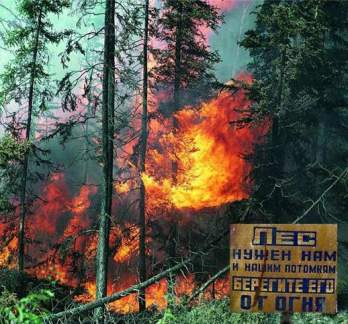 ЛЕС
НУЖЕН НАМ
И НАШИМ ПОТОМКАМ
БЕРЕГИТЕ ЕГО
ОТ ОГНЯ